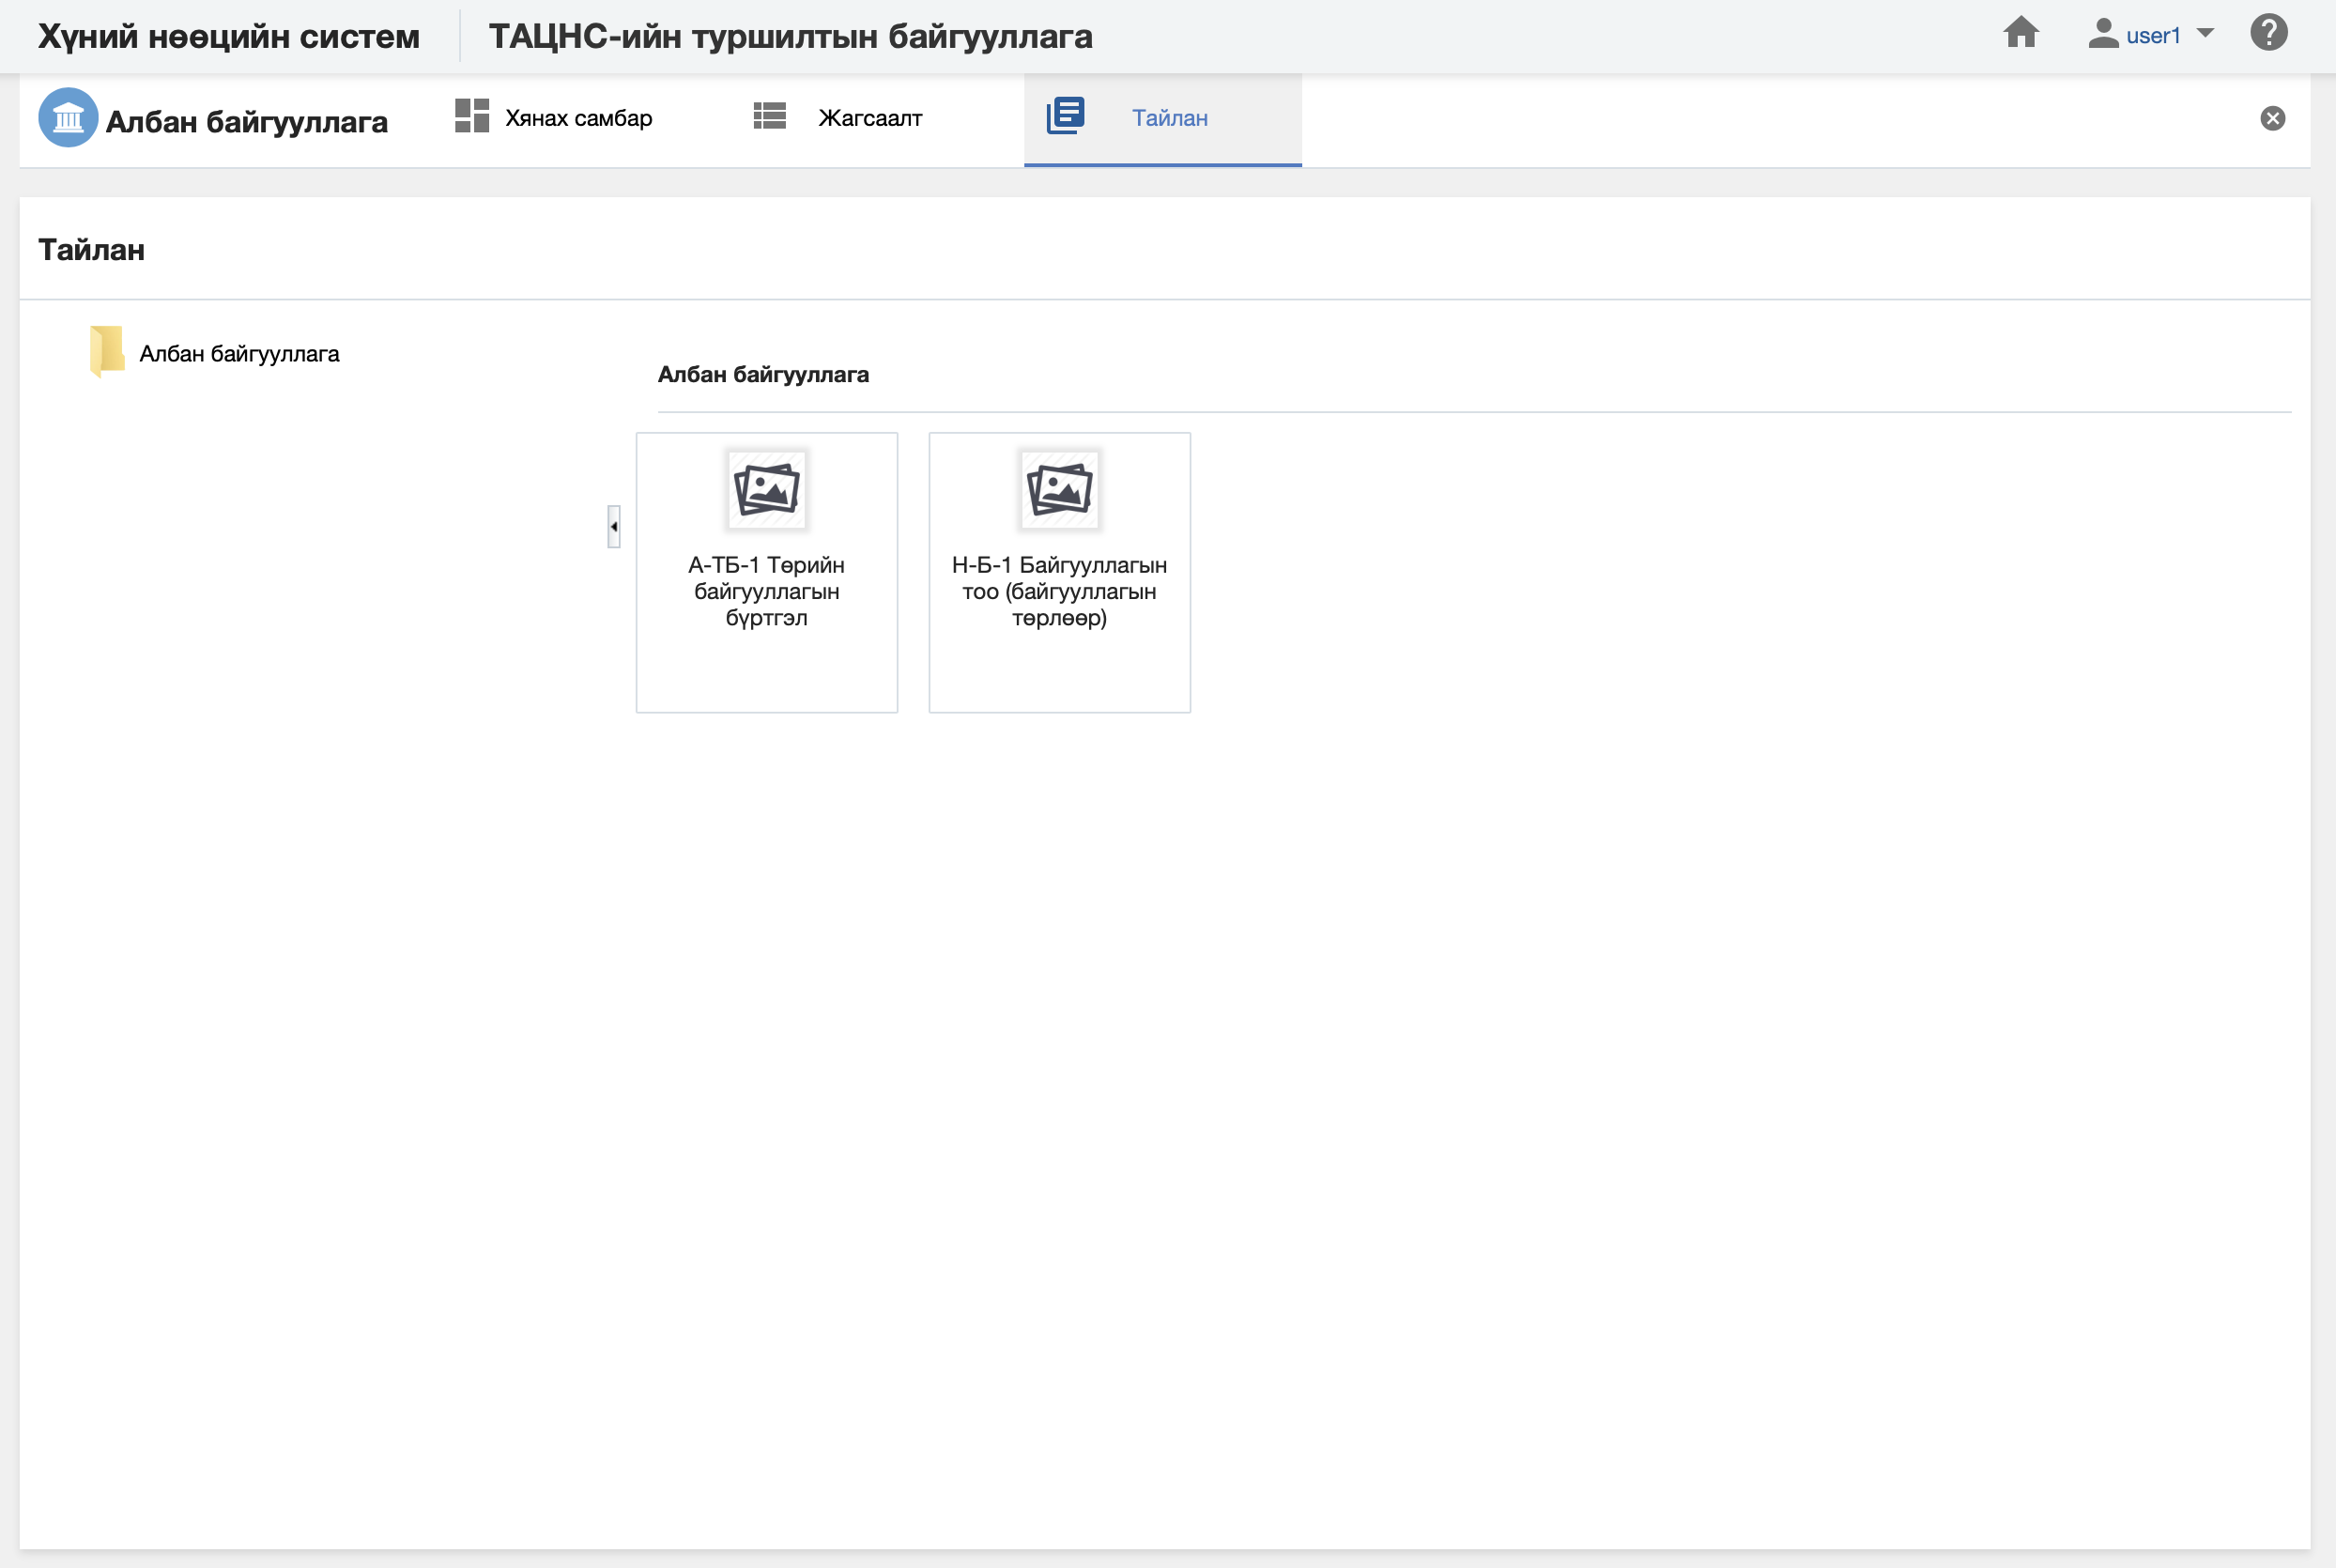 Хүний нөөцийн систем
ТАЦНС-ийн туршилтын байгууллага
user1
Албан байгууллага
Хянах самбар
Жагсаалт
Тайлан
Тайлан
Албан байгууллага
Албан байгууллага
А-ТБ-1 Төрийн
байгууллагын
бүртгэл
Н-Б-1 Байгууллагын
тоо (байгууллагын
төрлөөр)